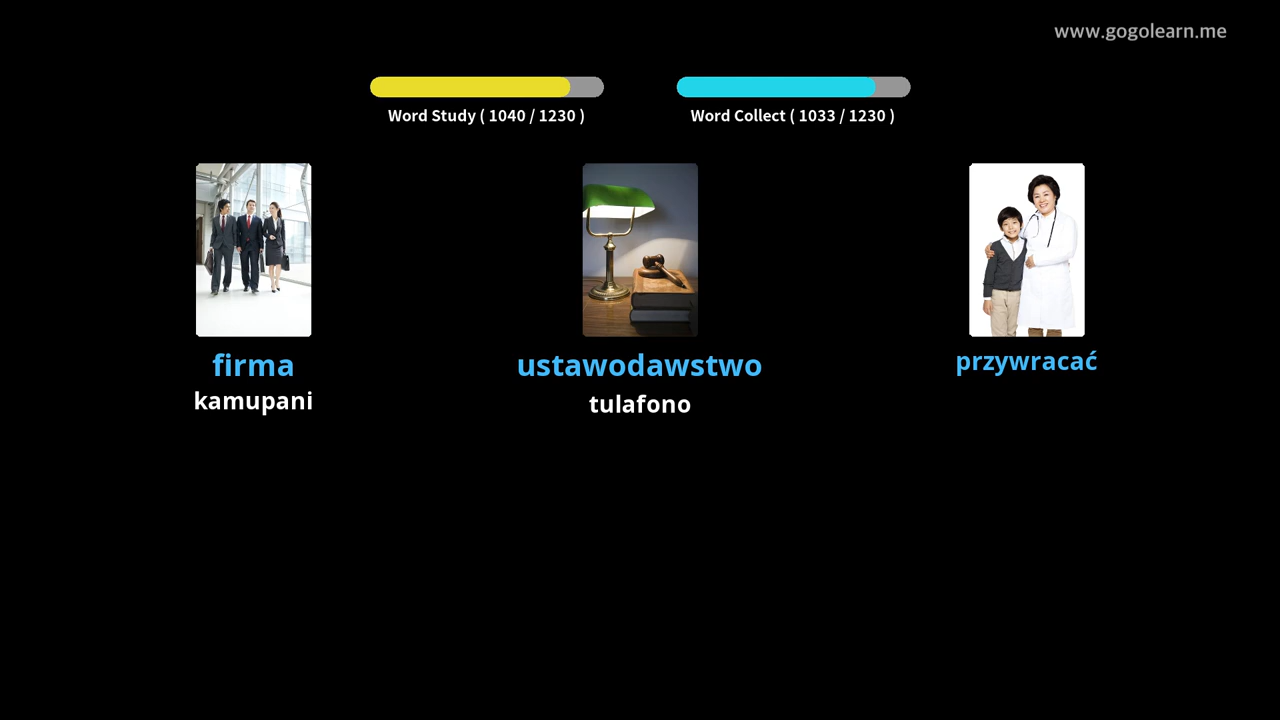 www.gogolearn.me
Word Study ( 1040 / 1230 )
Word Collect ( 1033 / 1230 )
firma
kamupani
ustawodawstwo
tulafono
przywracać